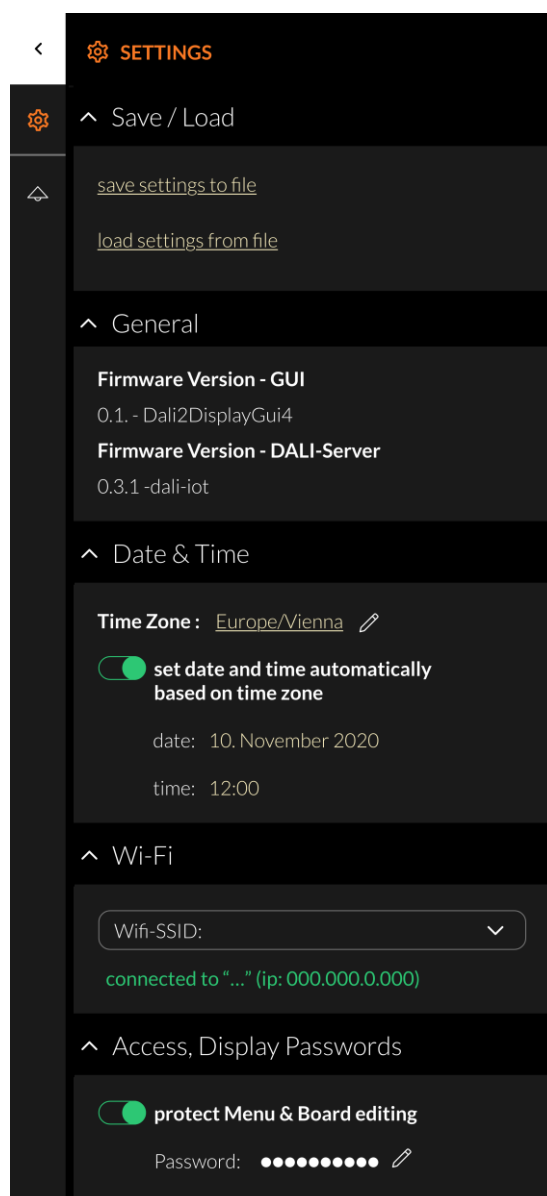 SETTINGS
Save / Load
save settings to file
load settings from file
General
Firmware Version - GUI
0.1. - Dali2DisplayGui4
Firmware Version - DALI-Server
0.3.1 -dali-iot
Date & Time
Time Zone : Europe/Vienna
set date and time automatically
based on time zone
date: 10. November 2020
time: 12:00
Wi-Fi
Wifi-SSID:
connected to “...” (ip: 000.000.0.000)
Access, Display Passwords
protect Menu & Board editing
Password: ●●●●●●●●●●